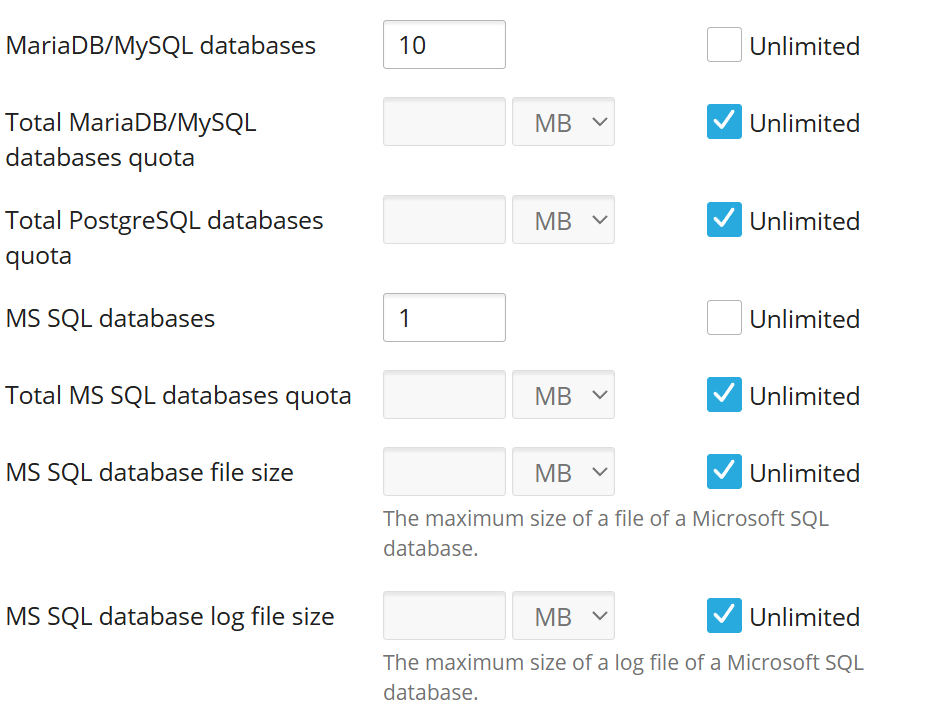 MariaDB/MySQL databases 10 Unlimited
Total MariaDB/MySQL MB Unlimited
databases quota
Total PostgreSQL databases MB Unlimited
quota
MS SQL databases 1 Unlimited
Total MS SQL databases quota MB Unlimited
MS SQL database file size MB Unlimited
The maximum size of a file of a Microsoft SQL
database.
MS SQL database log file size MB Unlimited
The maximum size of a log file of a Microsoft SQL
database.